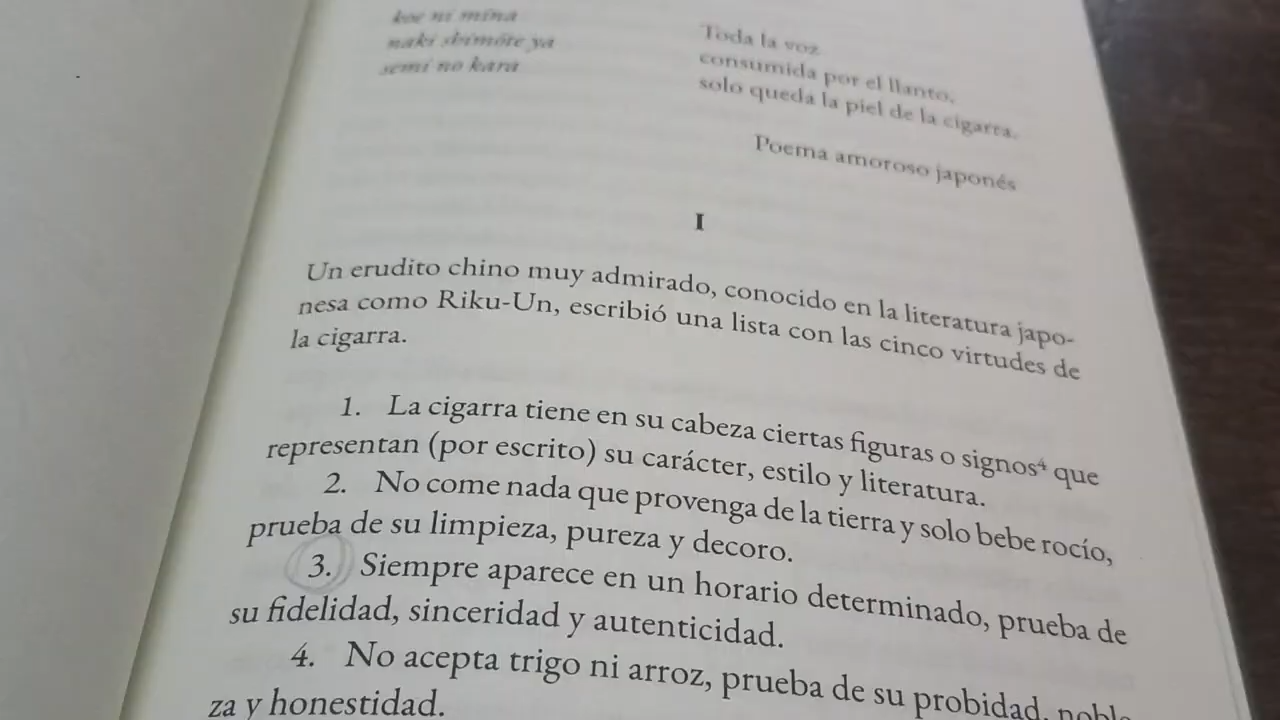 koe ni mina
naki shimôte ya
semi no kara
Toda la voz
consumida por el llanto,
solo queda la piel de la cigarra.
Poema amoroso japonés
I
Un erudito chino muy admirado, conocido en la literatura japo-
nesa como Riku-Un, escribió una lista con las cinco virtudes de
la cigarra.
1. La cigarra tiene en su cabeza ciertas figuras o signos⁴ que
representan (por escrito) su carácter, estilo y literatura.
2. No come nada que provenga de la tierra y solo bebe rocío,
prueba de su limpieza, pureza y decoro.
3. Siempre aparece en un horario determinado, prueba de
su fidelidad, sinceridad y autenticidad.
4. No acepta trigo ni arroz, prueba de su probidad, noble
za y honestidad.